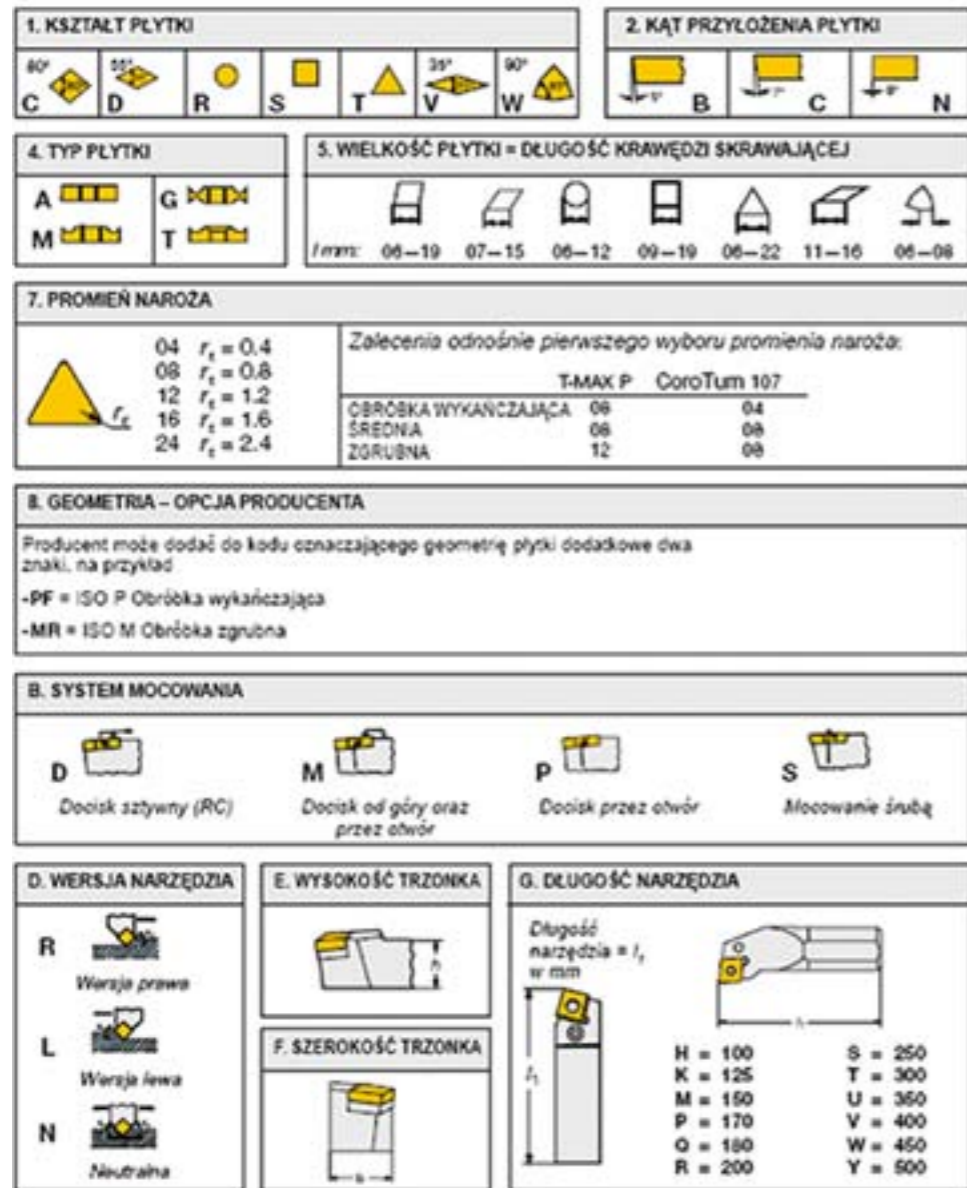 1. KSZTAŁT PŁYTKI
2. KĄT PRZYŁOŻENIA PŁYTKI
80° 55° 35°
C D R S T V W
B C N
4. TYP PŁYTKI
5. WIELKOŚĆ PŁYTKI = DŁUGOŚĆ KRAWĘDZI SKRAWAJĄCEJ
A G
M T
l mm: 06–19 07–15 06–12 09–19 06–22 11–16 06–08
7. PROMIEŃ NAROŻA
04 rε = 0.4
08 rε = 0.8
12 rε = 1.2
16 rε = 1.6
24 rε = 2.4
rε
Zalecenia odnośnie pierwszego wyboru promienia naroża:
T-MAX P CoroTurn 107
OBRÓBKA WYKAŃCZAJĄCA 08 04
ŚREDNIA 08 08
ZGRUBNA 12 08
8. GEOMETRIA – OPCJA PRODUCENTA
Producent może dodać do kodu oznaczającego geometrię płytki dodatkowe dwa
znaki, na przykład
-PF = ISO P Obróbka wykańczająca
-MR = ISO M Obróbka zgrubna
B. SYSTEM MOCOWANIA
D M P S
Docisk sztywny (RC)
Docisk od góry oraz
przez otwór
Docisk przez otwór
Mocowanie śrubą
D. WERSJA NARZĘDZIA
R
Wersja prawa
L
Wersja lewa
N
Neutralna
E. WYSOKOŚĆ TRZONKA
h
F. SZEROKOŚĆ TRZONKA
b
G. DŁUGOŚĆ NARZĘDZIA
Długość
narzędzia = l₁
w mm
l₁
l₁
H = 100 S = 250
K = 125 T = 300
M = 150 U = 350
P = 170 V = 400
Q = 180 W = 450
R = 200 Y = 500